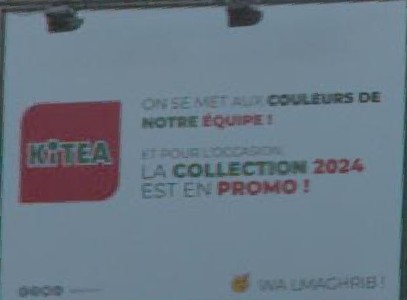 KITEA
ON SE MET AUX COULEURS DE
NOTRE ÉQUIPE !
ET POUR L'OCCASION,
LA COLLECTION 2024
EST EN PROMO !
WA LMAGHRIB !